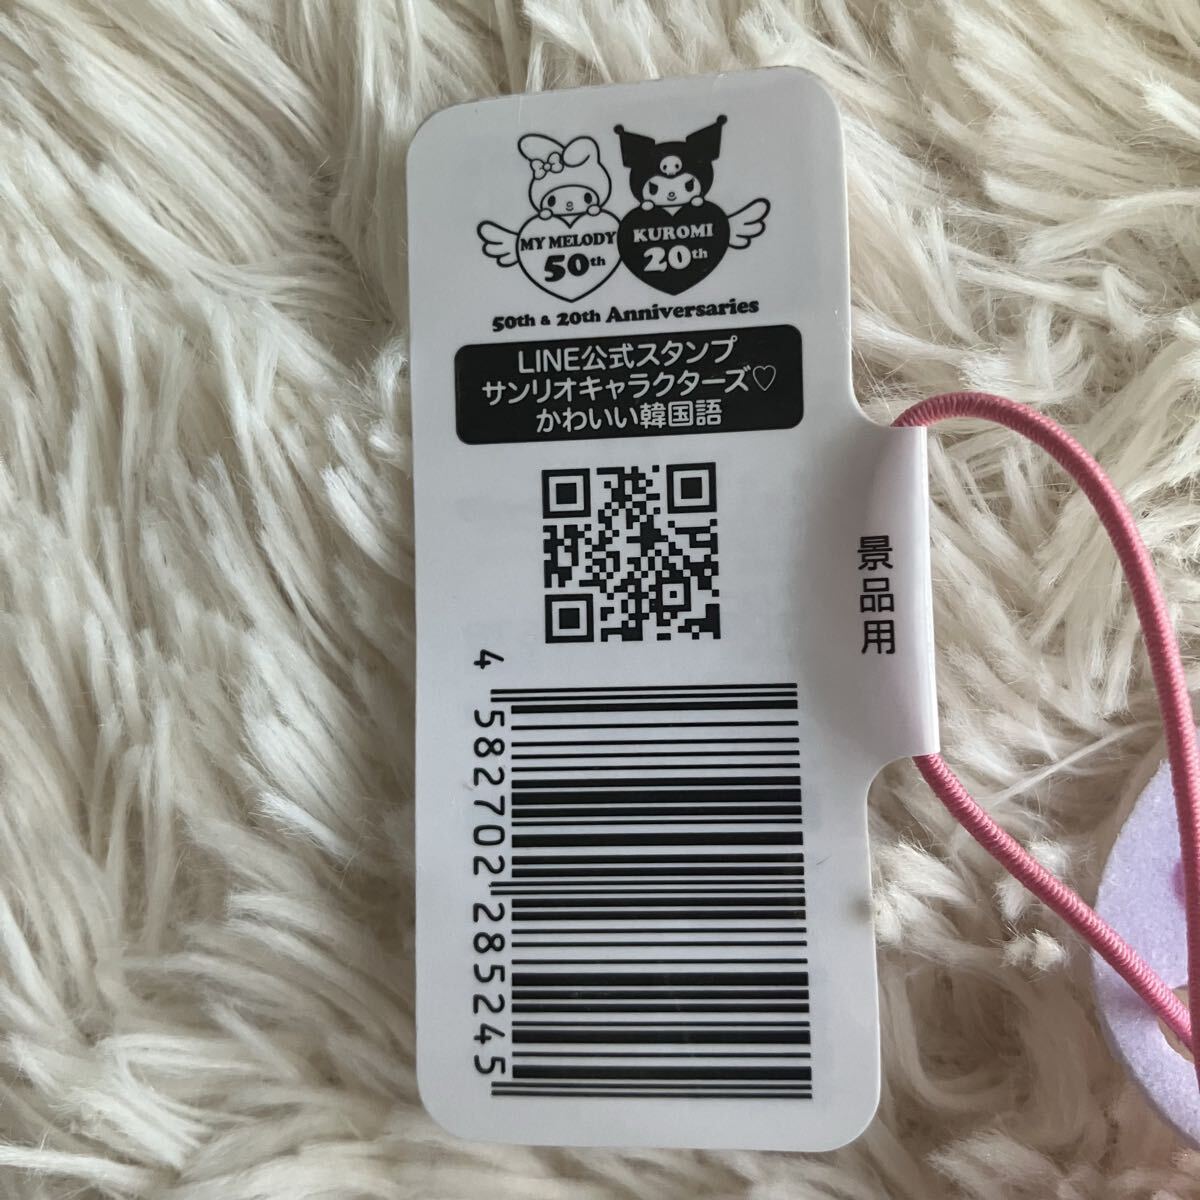 MY MELODY
50th
KUROMI
20th
50th & 20th Anniversaries
LINE公式スタンプ
サンリオキャラクターズ♡
かわいい韓国語
景品用
4 582702 285245